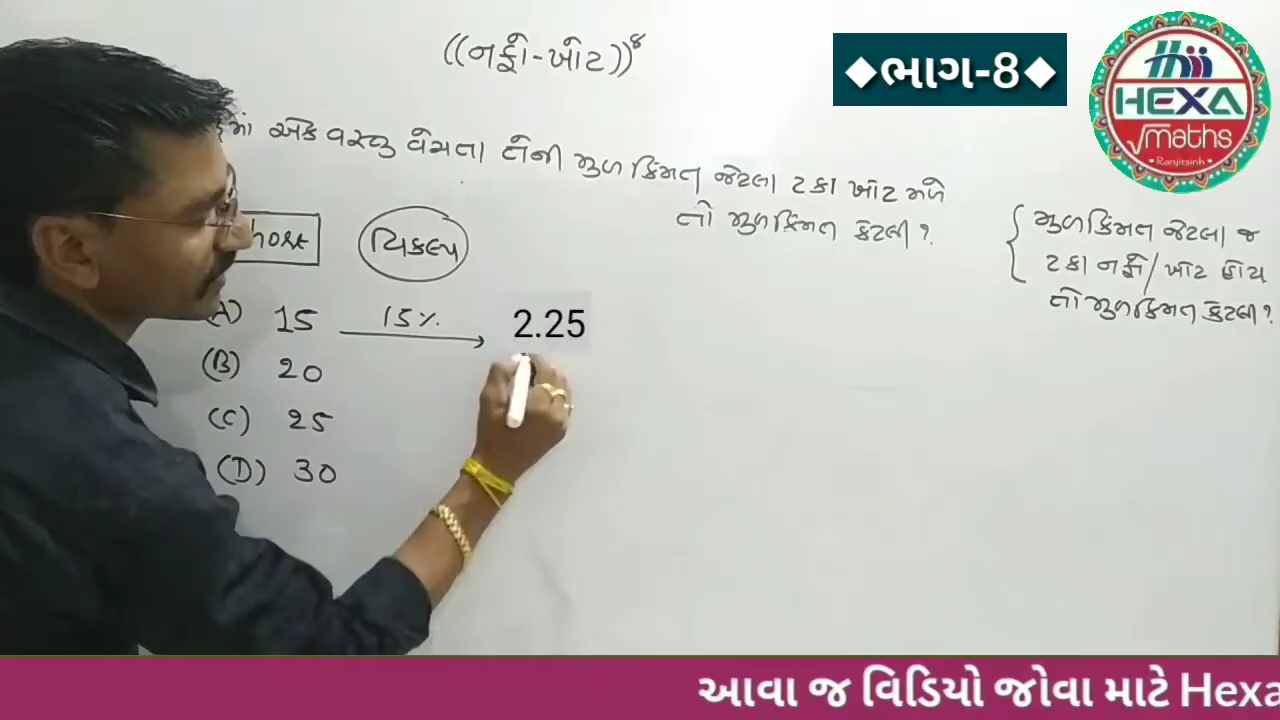 ((નફો-ખોટ))૪
◆ભાગ-8◆
HEXA
maths
Ranjitsinh
એક વસ્તુ વેચતા તેની મુળકિંમત જેટલા ટકા ખોટ મળે
તો મુળકિંમત કેટલી?
વિકલ્પ
(A) 15 15% 2.25
(B) 20
(C) 25
(D) 30
મુળકિંમત જેટલા જ
ટકા નફો/ખોટ હોય
તો મુળકિંમત કેટલી?
આવા જ વિડિયો જોવા માટે Hexa